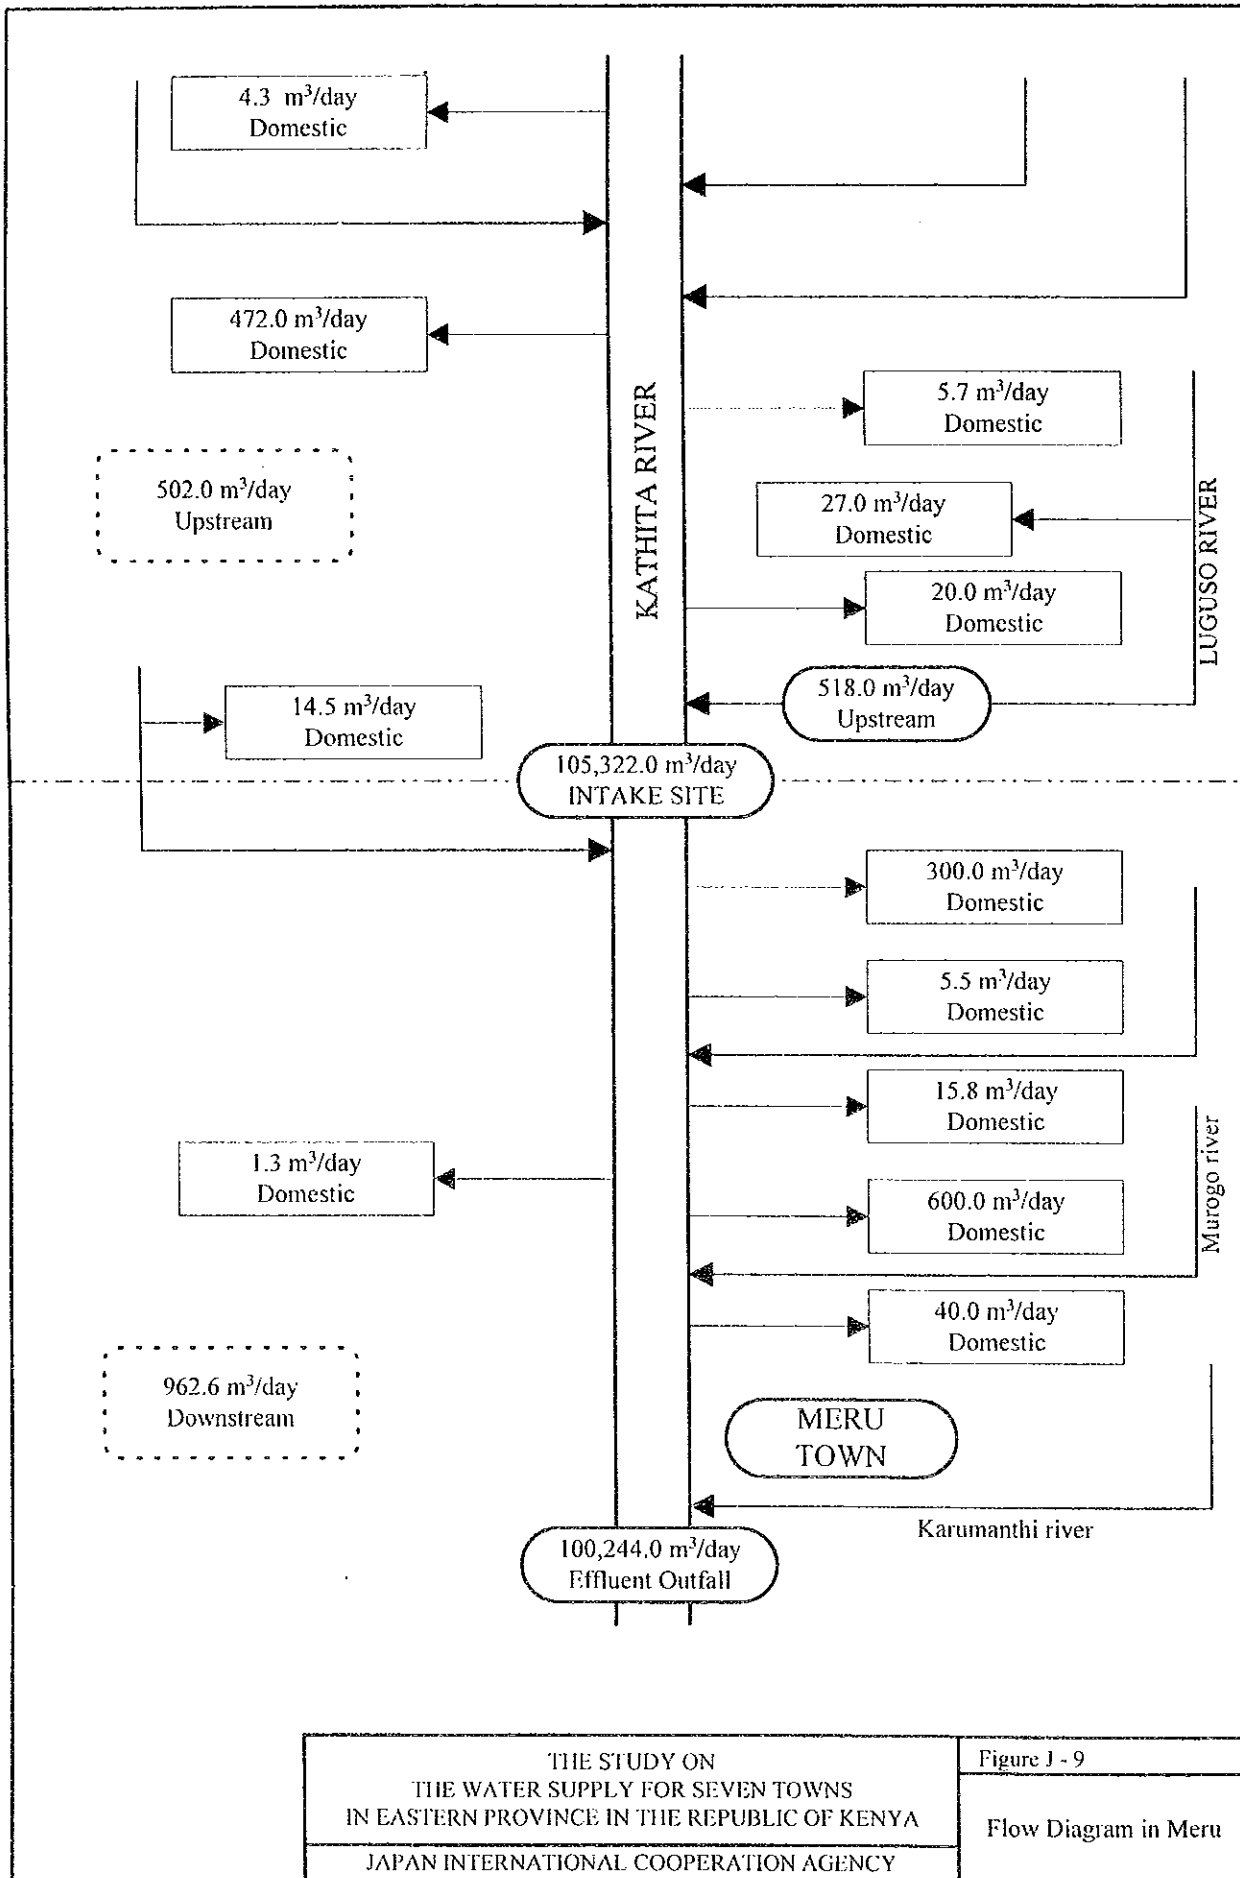 4.3 m³/day
Domestic
472.0 m³/day
Domestic
KATHITA RIVER
5.7 m³/day
Domestic
502.0 m³/day
Upstream
27.0 m³/day
Domestic
LUGUSO RIVER
20.0 m³/day
Domestic
14.5 m³/day
Domestic
518.0 m³/day
Upstream
105,322.0 m³/day
INTAKE SITE
300.0 m³/day
Domestic
5.5 m³/day
Domestic
15.8 m³/day
Domestic
1.3 m³/day
Domestic
Murogo river
600.0 m³/day
Domestic
40.0 m³/day
Domestic
962.6 m³/day
Downstream
MERU
TOWN
Karumanthi river
100,244.0 m³/day
Effluent Outfall
THE STUDY ON
THE WATER SUPPLY FOR SEVEN TOWNS
IN EASTERN PROVINCE IN THE REPUBLIC OF KENYA
JAPAN INTERNATIONAL COOPERATION AGENCY
Figure J - 9
Flow Diagram in Meru